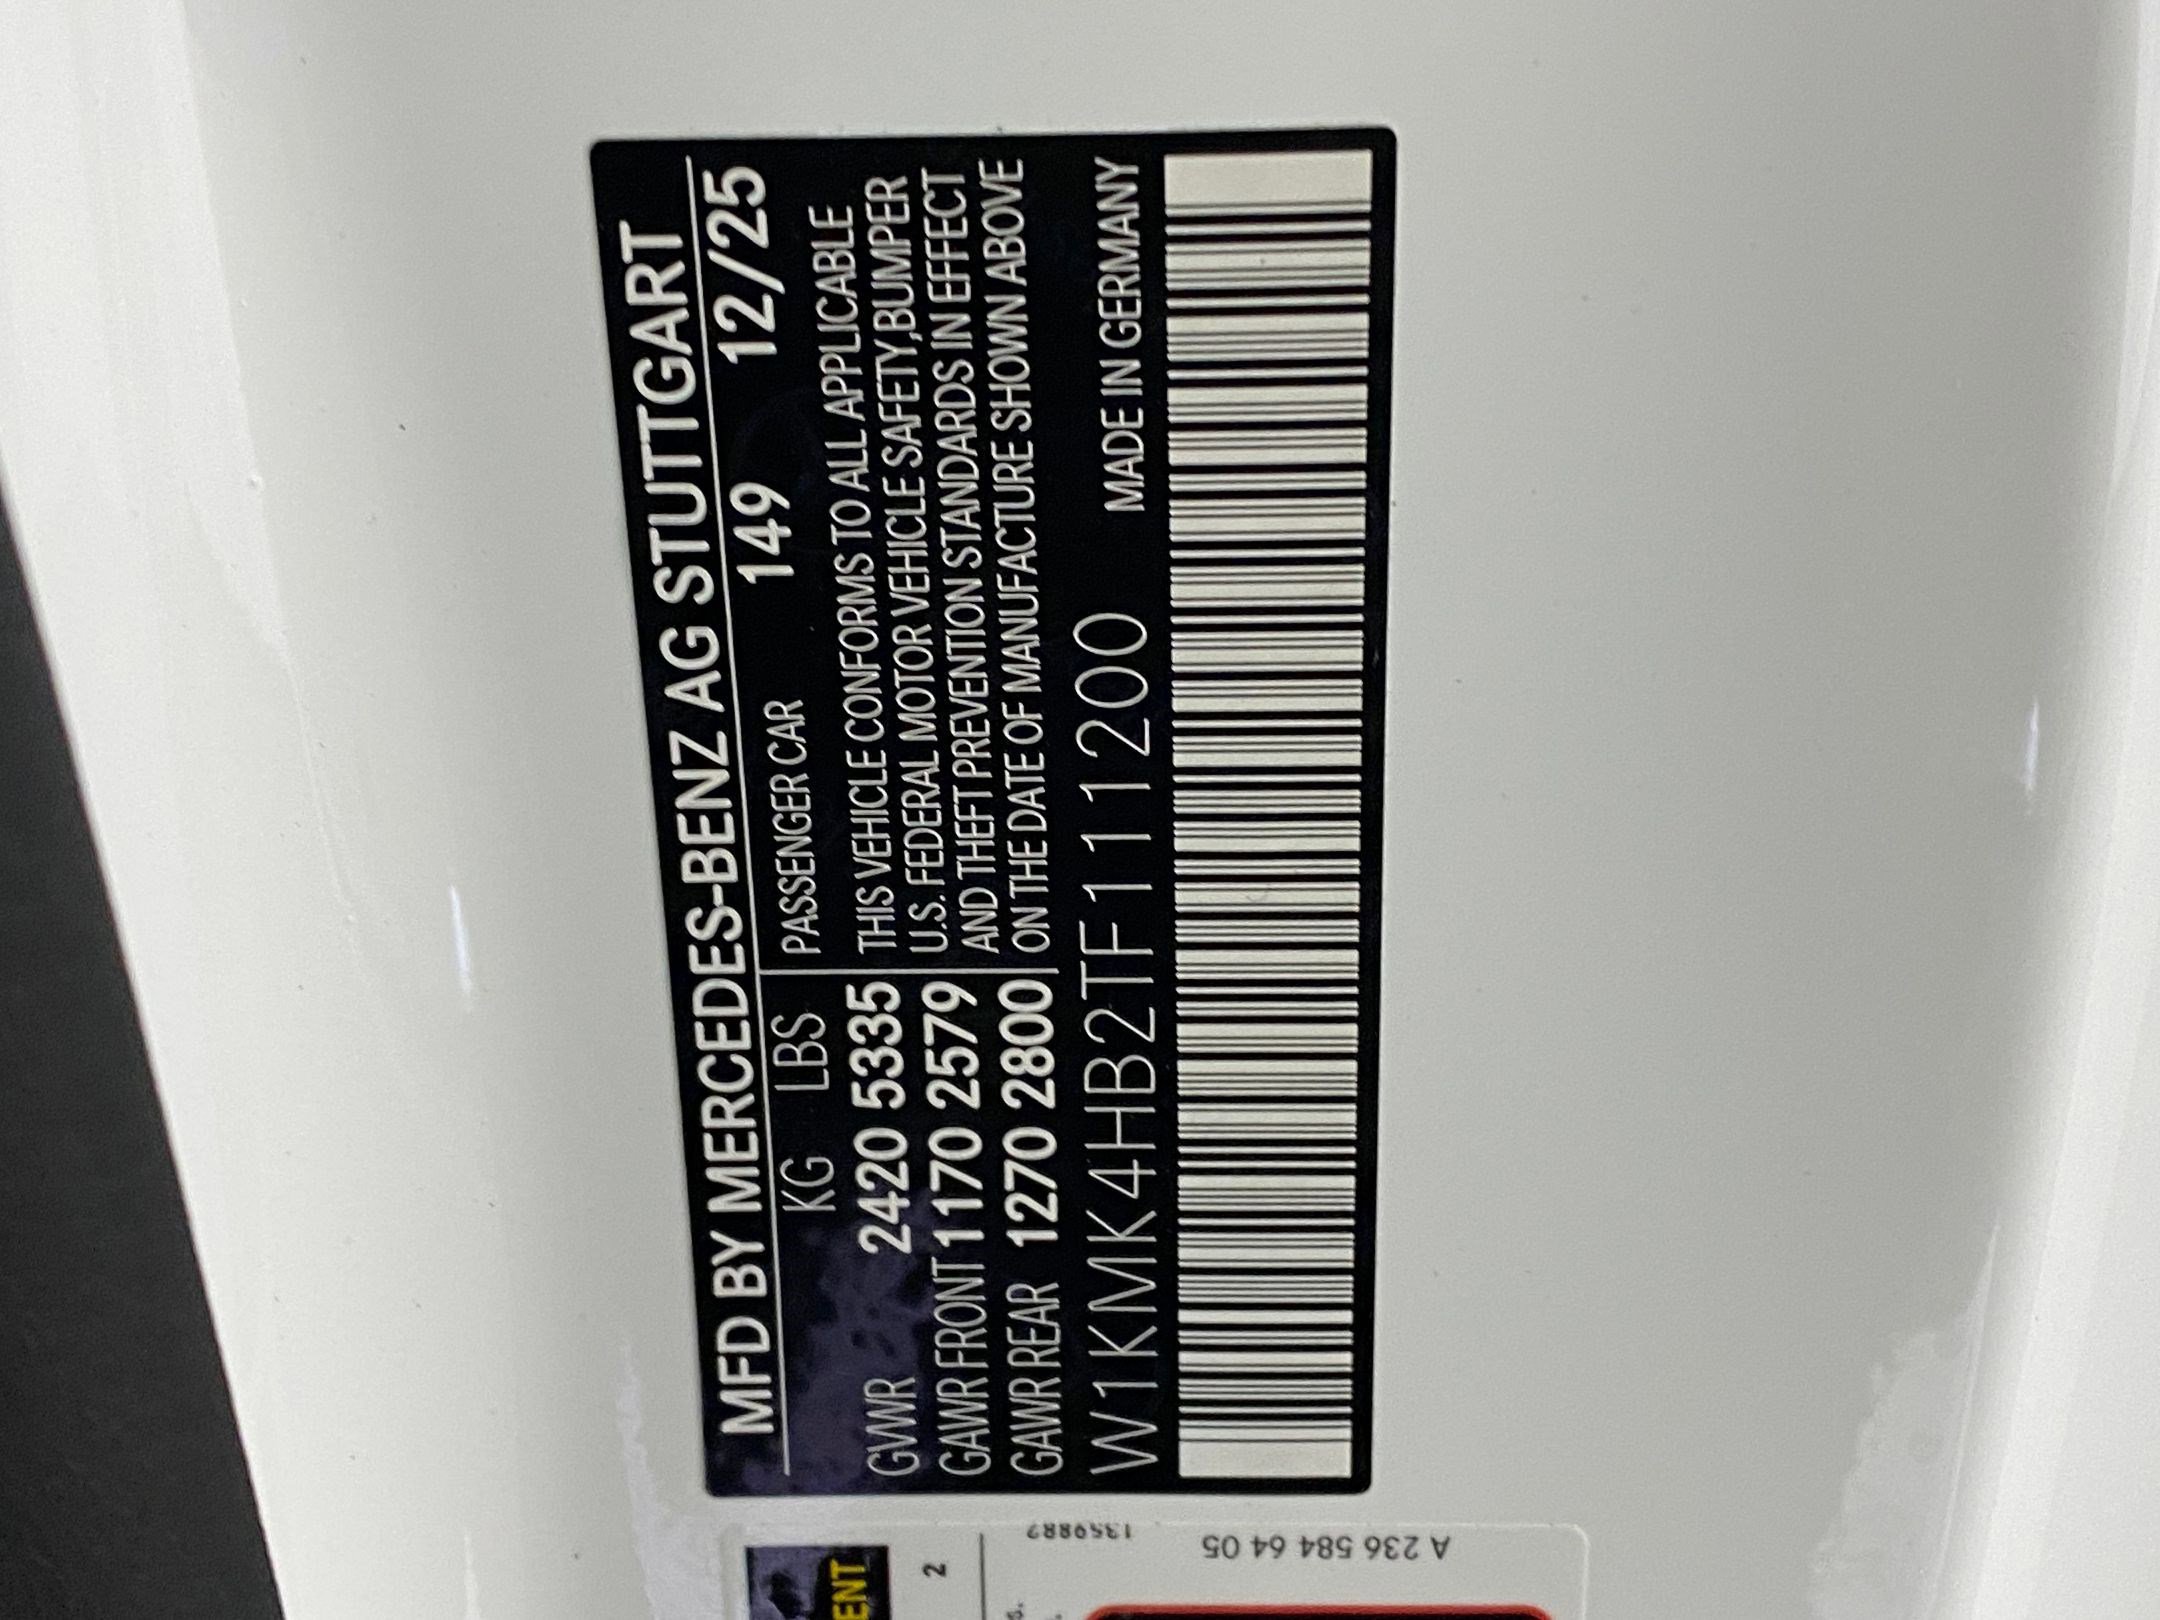 MFD BY MERCEDES-BENZ AG STUTTGART
KG LBS PASSENGER CAR 149 12/25
GVWR 2420 5335
GAWR FRONT 1170 2579
GAWR REAR 1270 2800
THIS VEHICLE CONFORMS TO ALL APPLICABLE
U.S. FEDERAL MOTOR VEHICLE SAFETY,BUMPER
AND THEFT PREVENTION STANDARDS IN EFFECT
ON THE DATE OF MANUFACTURE SHOWN ABOVE
W1KMK4HB2TF111200 MADE IN GERMANY
2
1359887
A 236 584 64 05